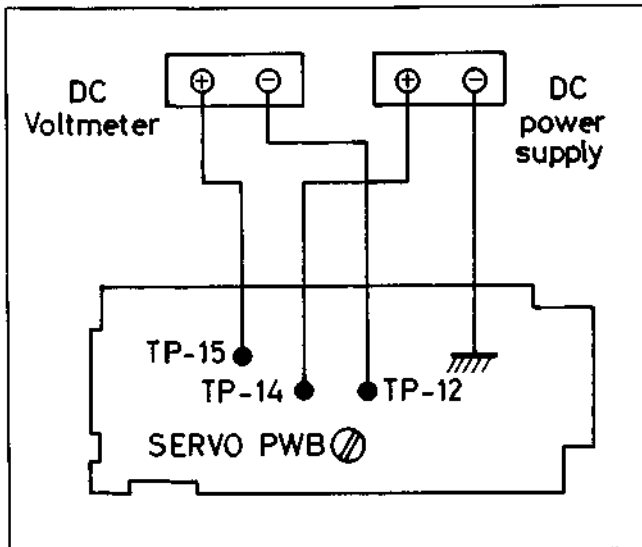 DC
Voltmeter
+
−
+
−
DC
power
supply
TP-15
TP-14
TP-12
SERVO PWB